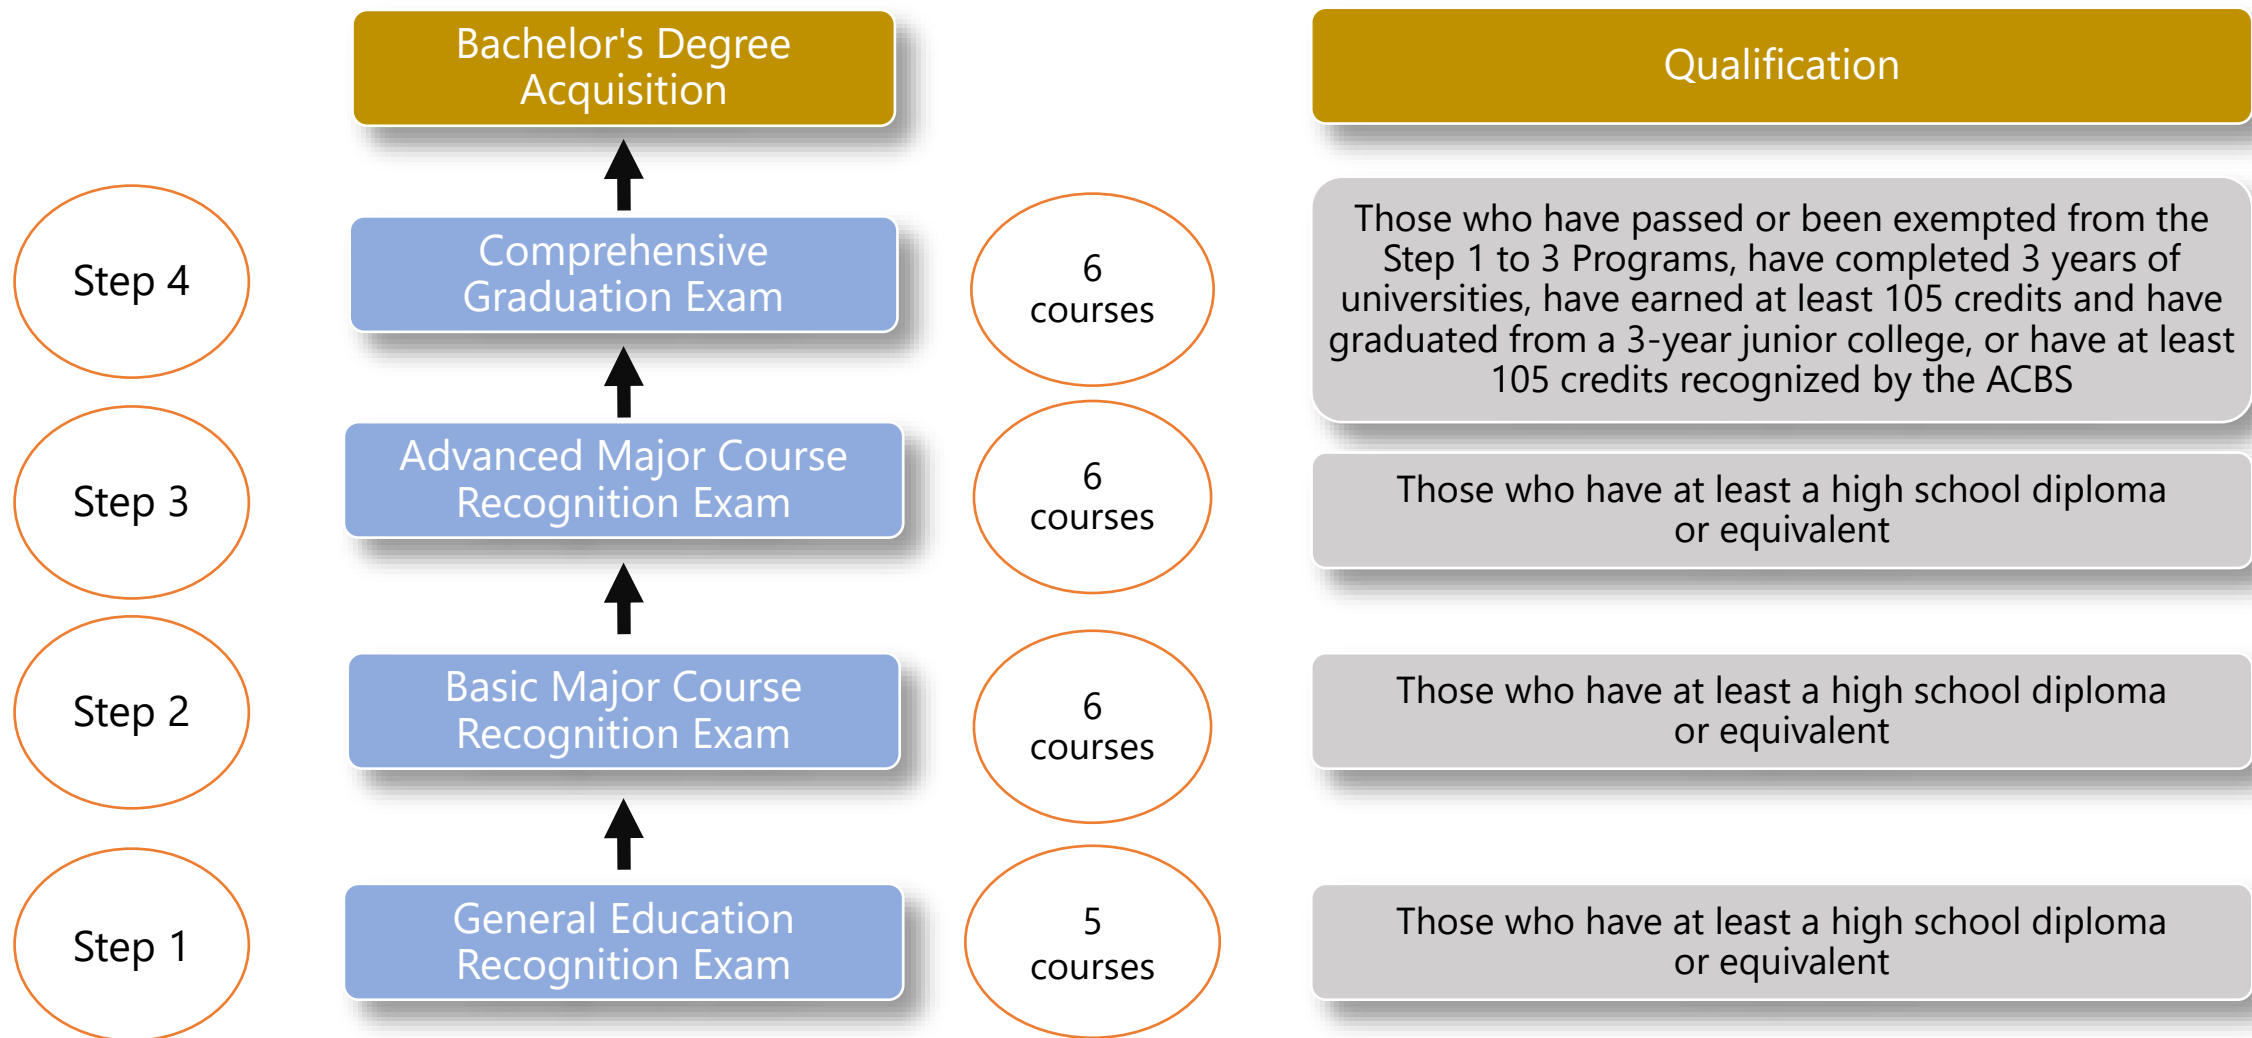 Bachelor's Degree
Acquisition
Qualification
Step 4
Comprehensive
Graduation Exam
6
courses
Those who have passed or been exempted from the
Step 1 to 3 Programs, have completed 3 years of
universities, have earned at least 105 credits and have
graduated from a 3-year junior college, or have at least
105 credits recognized by the ACBS
Step 3
Advanced Major Course
Recognition Exam
6
courses
Those who have at least a high school diploma
or equivalent
Step 2
Basic Major Course
Recognition Exam
6
courses
Those who have at least a high school diploma
or equivalent
Step 1
General Education
Recognition Exam
5
courses
Those who have at least a high school diploma
or equivalent